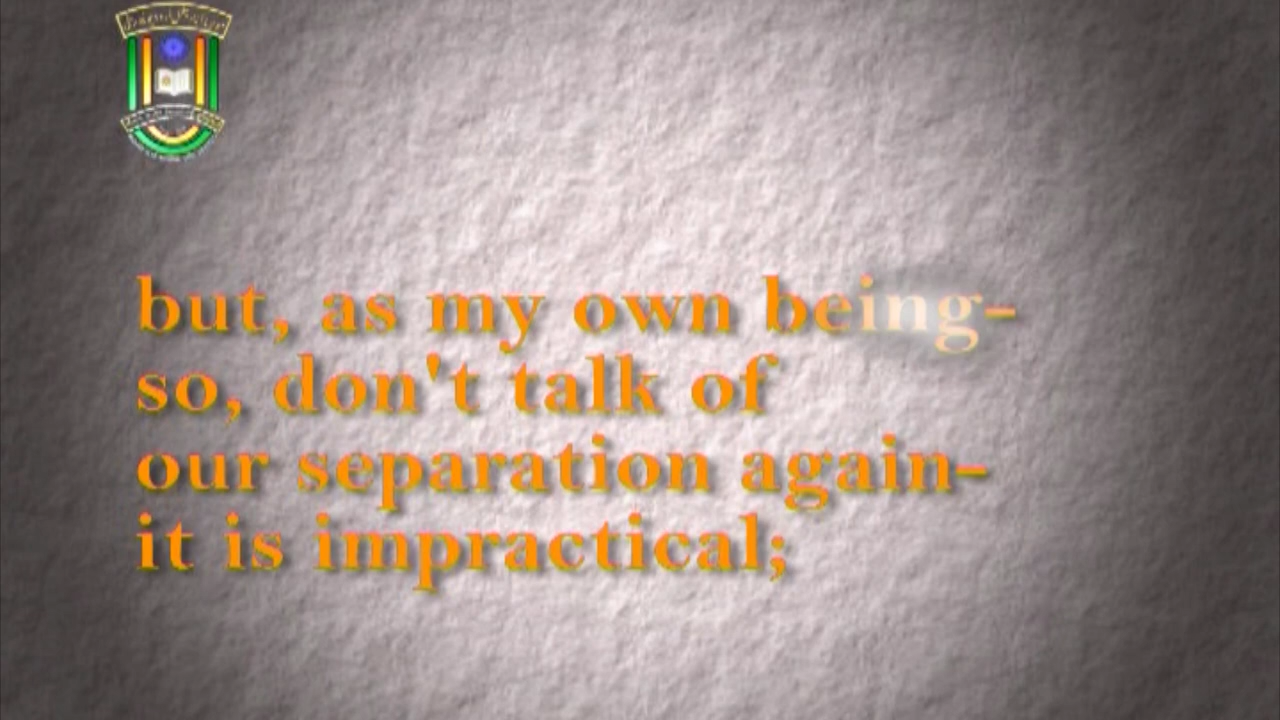 but, as my own being-
so, don't talk of
our separation again-
it is impractical;